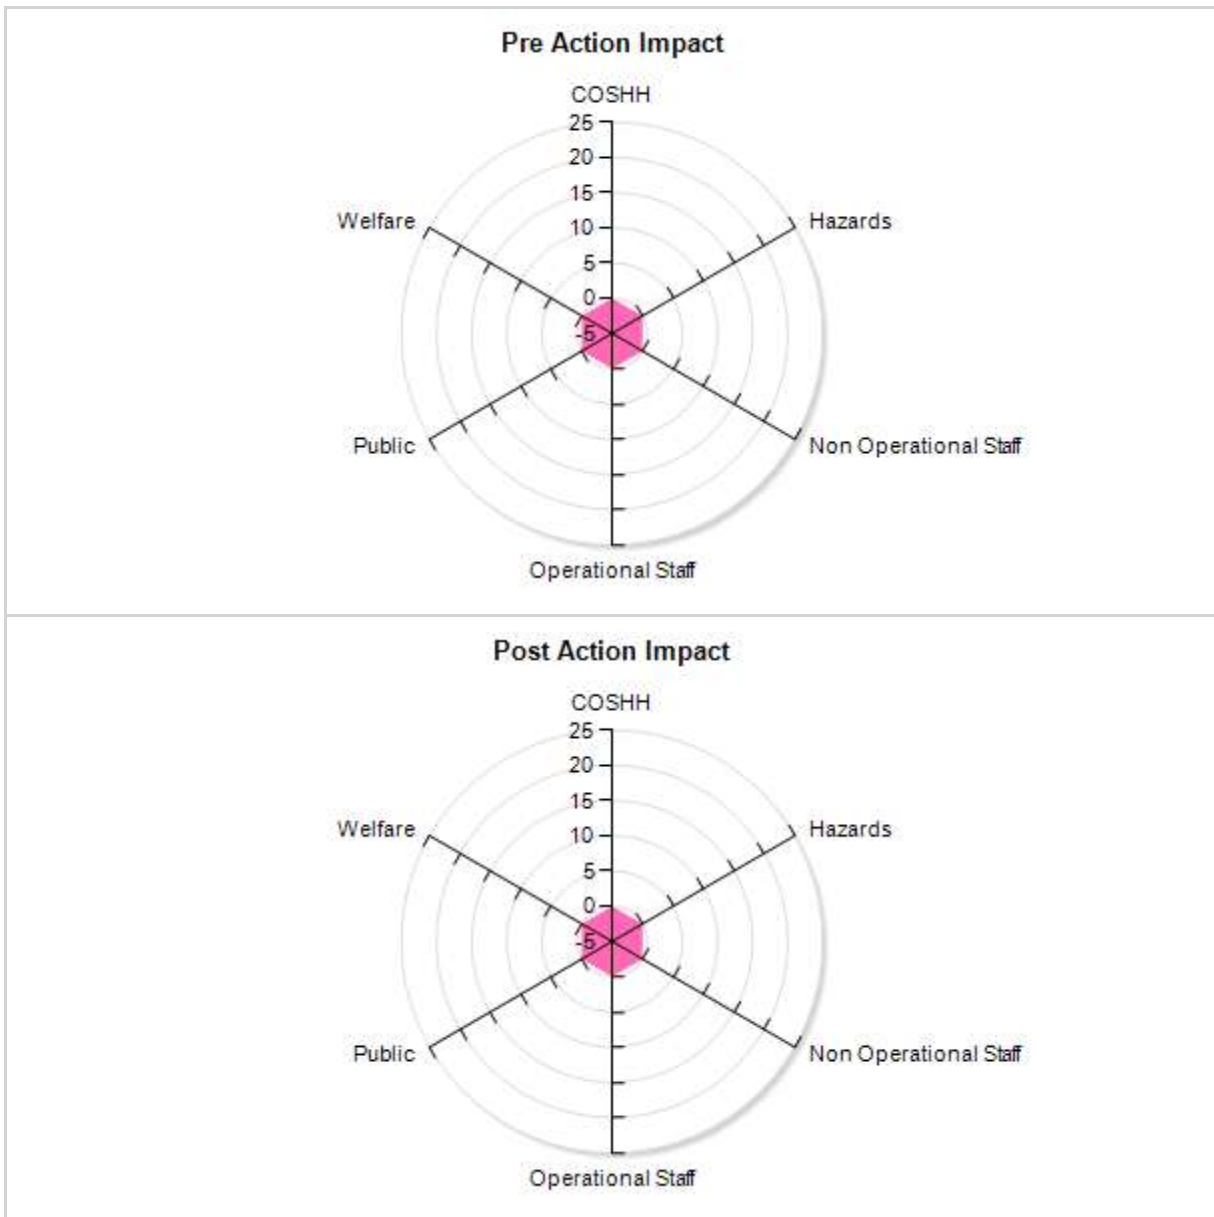 Pre Action Impact
COSHH
25
20
15
10
5
0
-5
Welfare
Hazards
Public
Non Operational Staff
Operational Staff
Post Action Impact
COSHH
25
20
15
10
5
0
-5
Welfare
Hazards
Public
Non Operational Staff
Operational Staff